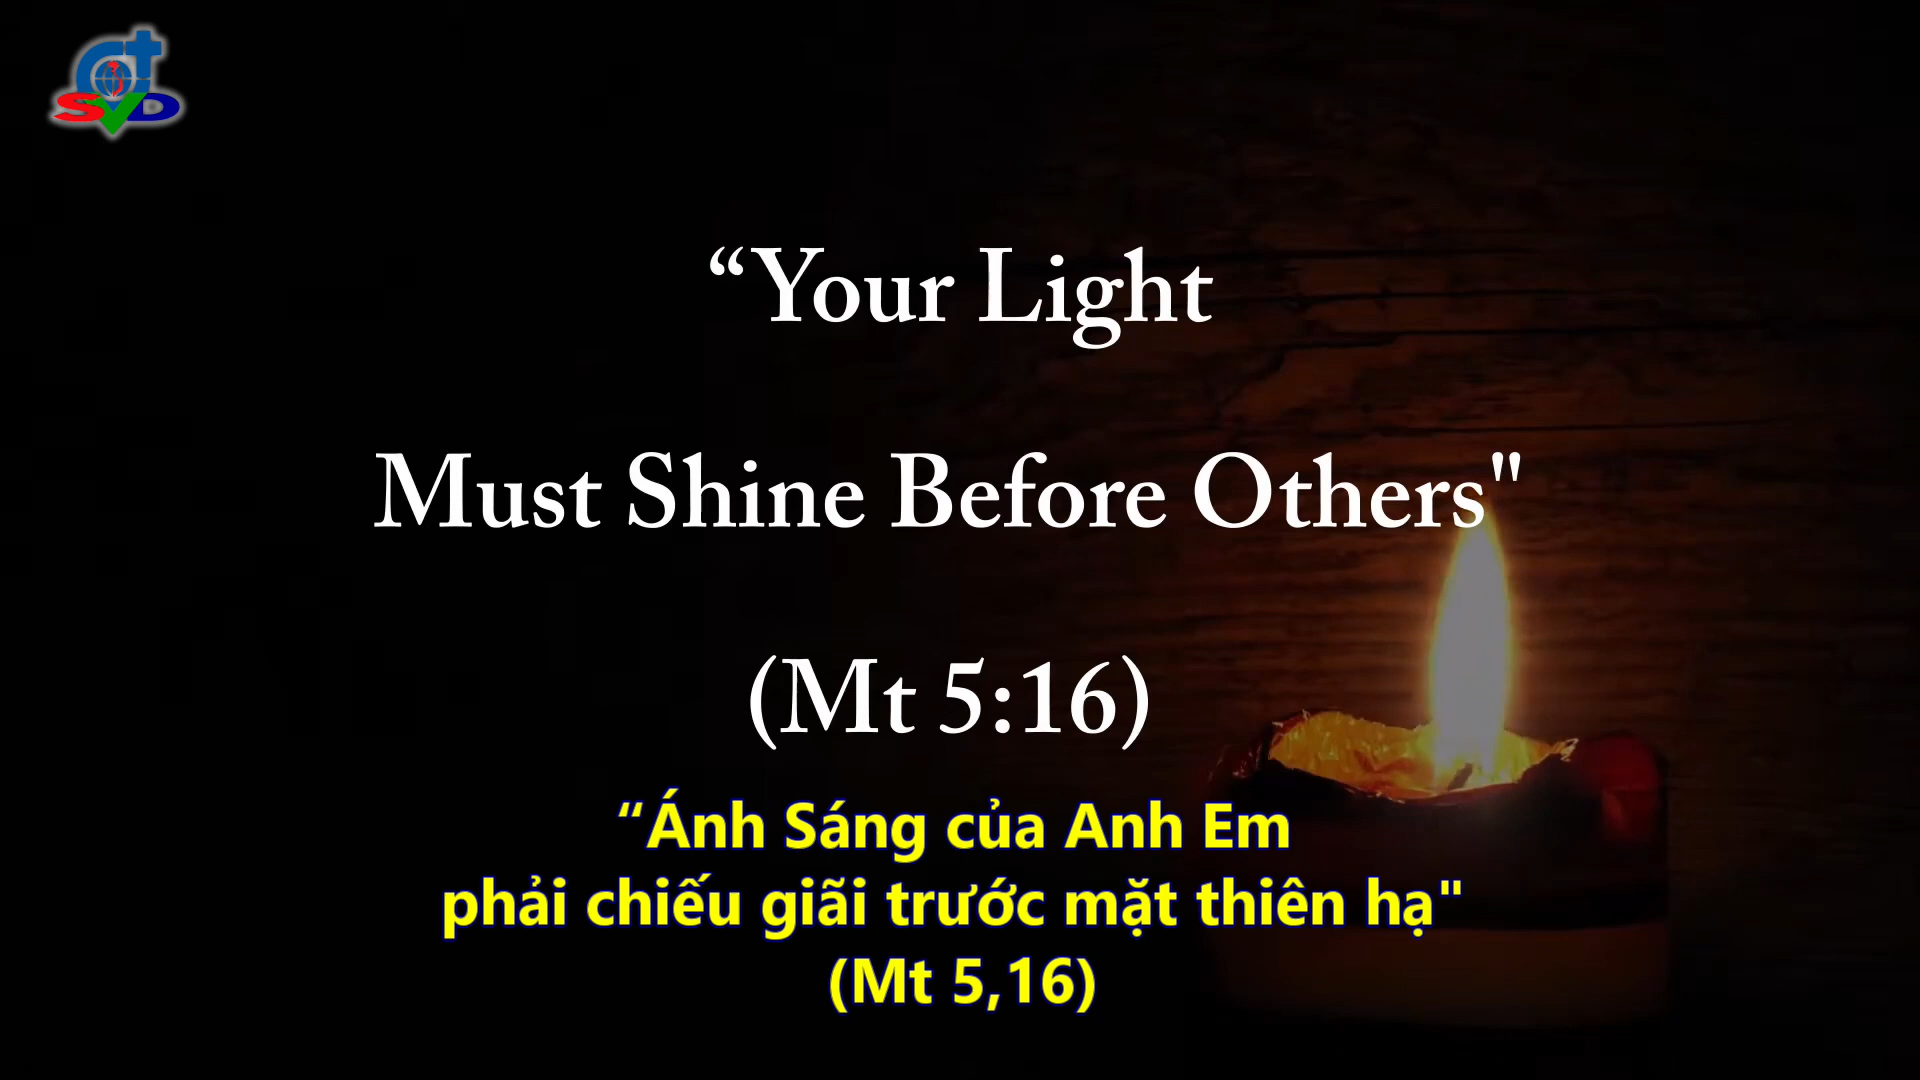 SVD
“Your Light
Must Shine Before Others"
(Mt 5:16)
“Ánh Sáng của Anh Em
phải chiếu giãi trước mặt thiên hạ"
(Mt 5,16)